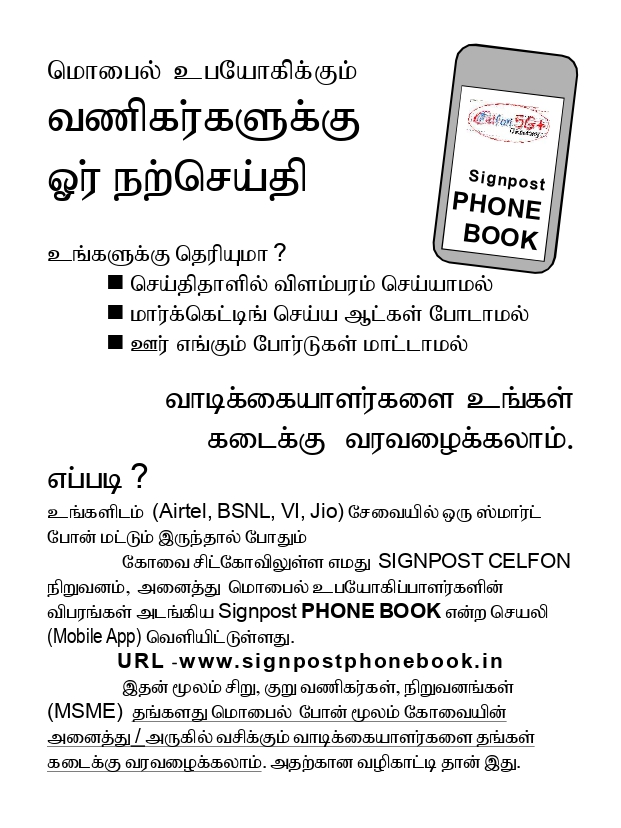 மொபைல் உபயோகிக்கும்
வணிகர்களுக்கு
ஓர் நற்செய்தி
Signpost
PHONE
BOOK
உங்களுக்கு தெரியுமா ?
■ செய்திதாளில் விளம்பரம் செய்யாமல்
■ மார்க்கெட்டிங் செய்ய ஆட்கள் போடாமல்
■ ஊர் எங்கும் போர்டுகள் மாட்டாமல்
வாடிக்கையாளர்களை உங்கள்
கடைக்கு வரவழைக்கலாம்.
எப்படி ?
உங்களிடம் (Airtel, BSNL, VI, Jio) சேவையில் ஒரு ஸ்மார்ட்
போன் மட்டும் இருந்தால் போதும்
கோவை சிட்கோவிலுள்ள எமது SIGNPOST CELFON
நிறுவனம், அனைத்து மொபைல் உபயோகிப்பாளர்களின்
விபரங்கள் அடங்கிய Signpost PHONE BOOK என்ற செயலி
(Mobile App) வெளியிட்டுள்ளது.
URL -www.signpostphonebook.in
இதன் மூலம் சிறு, குறு வணிகர்கள், நிறுவனங்கள்
(MSME) தங்களது மொபைல் போன் மூலம் கோவையின்
அனைத்து / அருகில் வசிக்கும் வாடிக்கையாளர்களை தங்கள்
கடைக்கு வரவழைக்கலாம். அதற்கான வழிகாட்டி தான் இது.